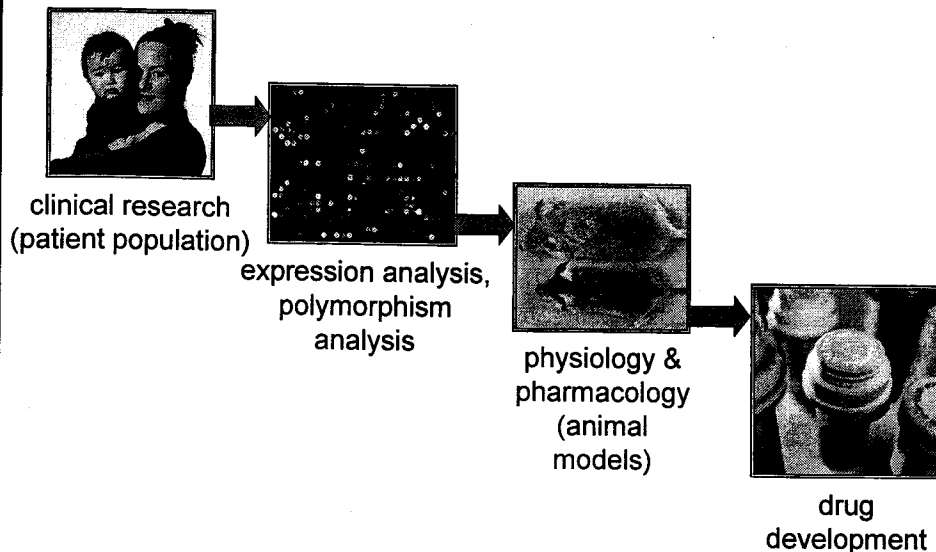 clinical research
(patient population)
expression analysis,
polymorphism
analysis
physiology &
pharmacology
(animal
models)
drug
development